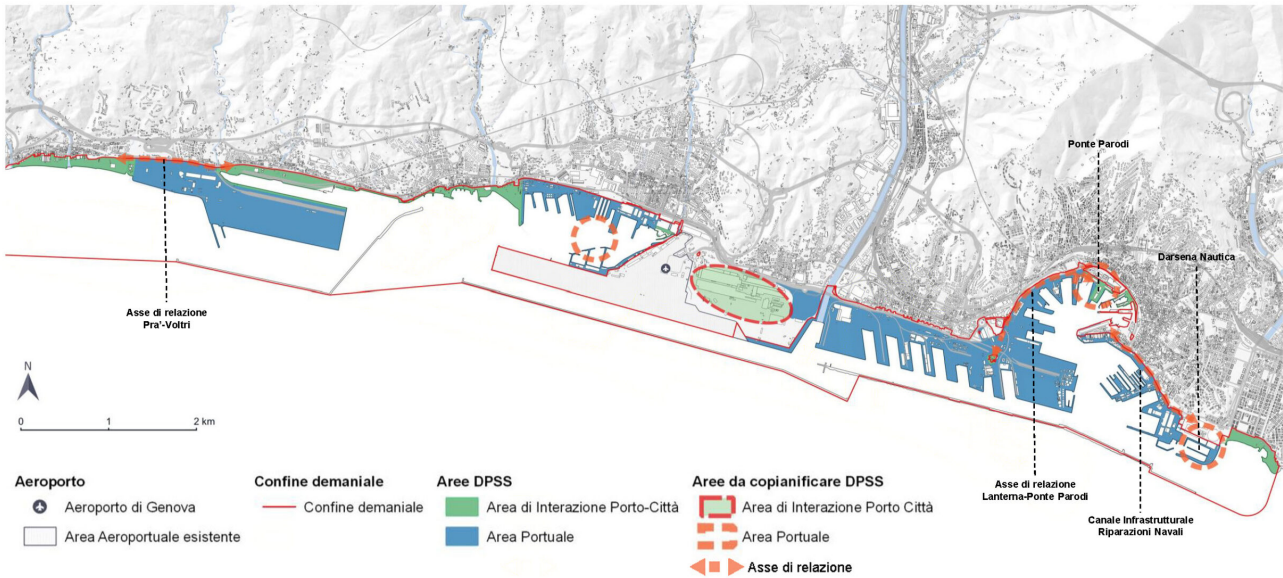 Ponte Parodi
Darsena Nautica
Asse di relazione
Pra'-Voltri
N
0 1 2 km
Asse di relazione
Lanterna-Ponte Parodi
Canale Infrastrutturale
Riparazioni Navali
Aeroporto
Aeroporto di Genova
Area Aeroportuale esistente
Confine demaniale
Confine demaniale
Aree DPSS
Area di Interazione Porto-Città
Area Portuale
Aree da copianificare DPSS
Area di Interazione Porto Città
Area Portuale
Asse di relazione